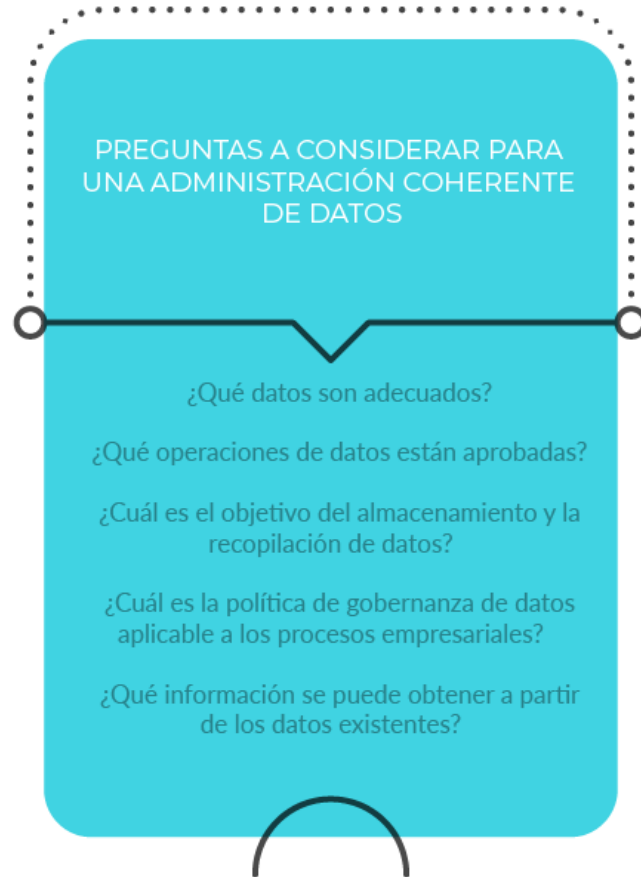 PREGUNTAS A CONSIDERAR PARA
UNA ADMINISTRACIÓN COHERENTE
DE DATOS
¿Qué datos son adecuados?
¿Qué operaciones de datos están aprobadas?
¿Cuál es el objetivo del almacenamiento y la
recopilación de datos?
¿Cuál es la política de gobernanza de datos
aplicable a los procesos empresariales?
¿Qué información se puede obtener a partir
de los datos existentes?